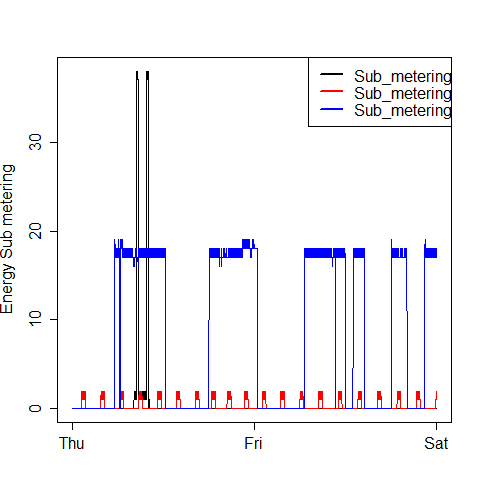 Sub_metering
Sub_metering
Sub_metering
Energy Sub metering
30
20
10
0
Thu
Fri
Sat